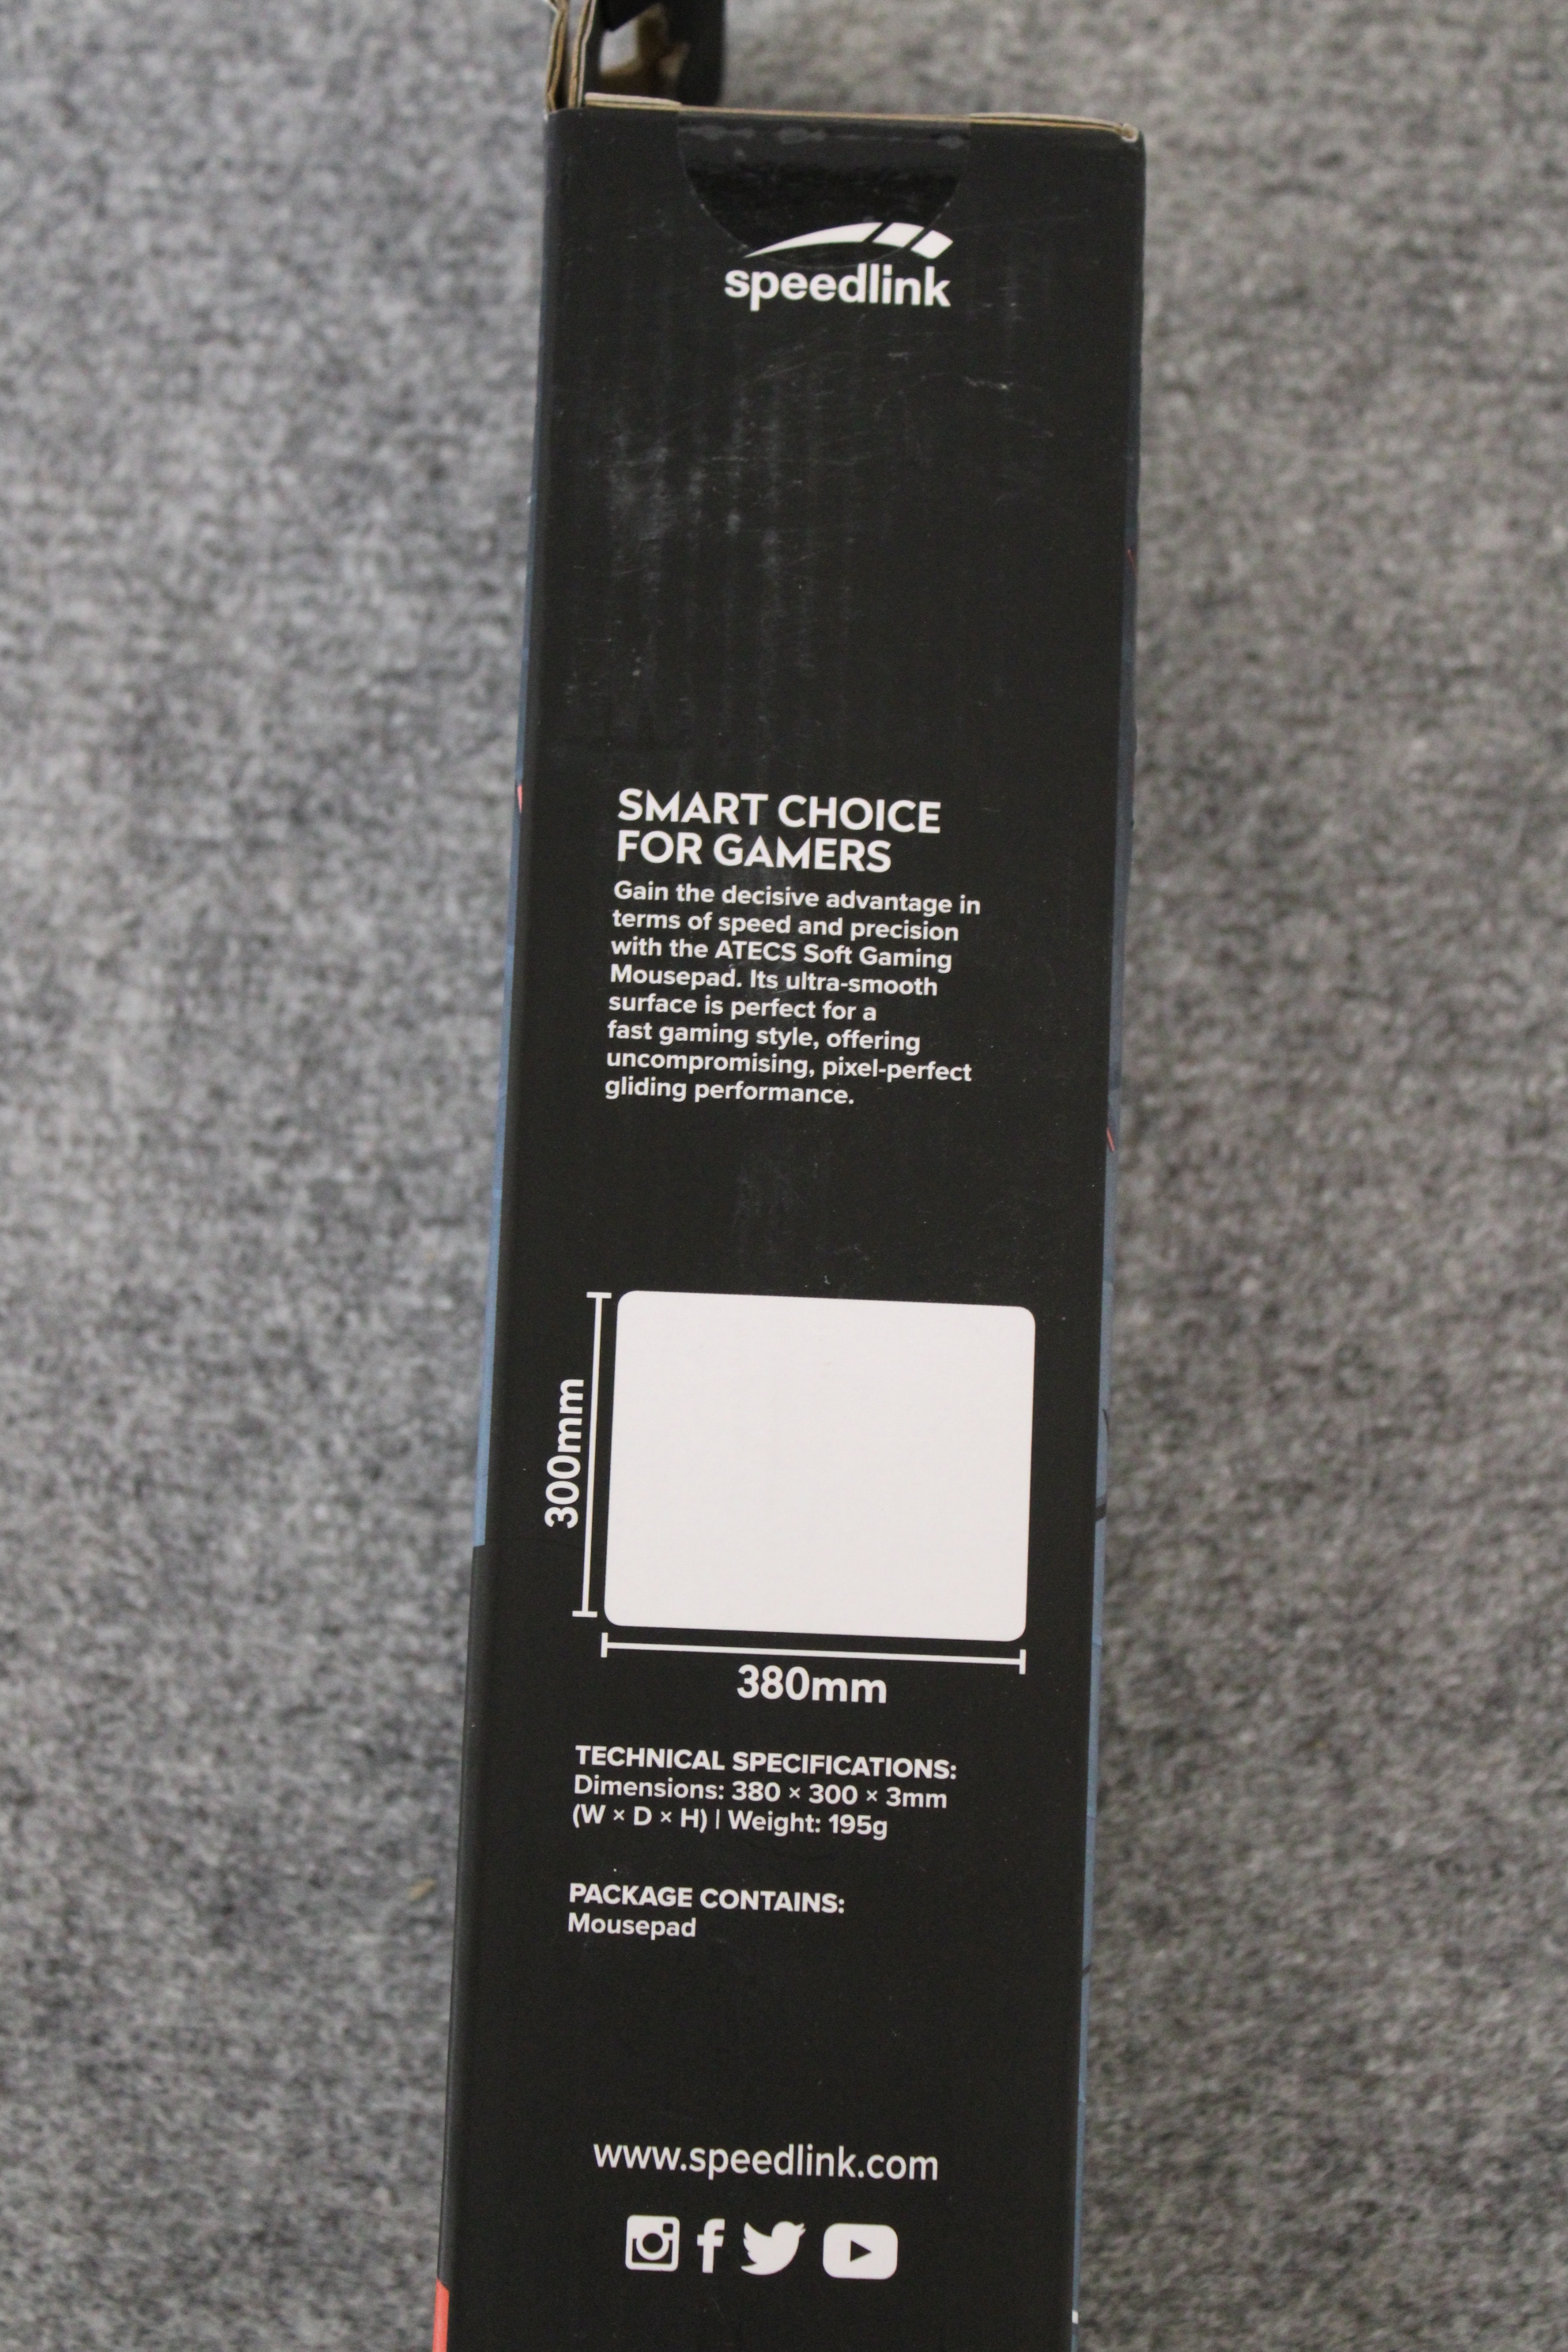 speedlink
SMART CHOICE
FOR GAMERS
Gain the decisive advantage in
terms of speed and precision
with the ATECS Soft Gaming
Mousepad. Its ultra-smooth
surface is perfect for a
fast gaming style, offering
uncompromising, pixel-perfect
gliding performance.
300mm
380mm
TECHNICAL SPECIFICATIONS:
Dimensions: 380 × 300 × 3mm
(W × D × H) | Weight: 195g
PACKAGE CONTAINS:
Mousepad
www.speedlink.com